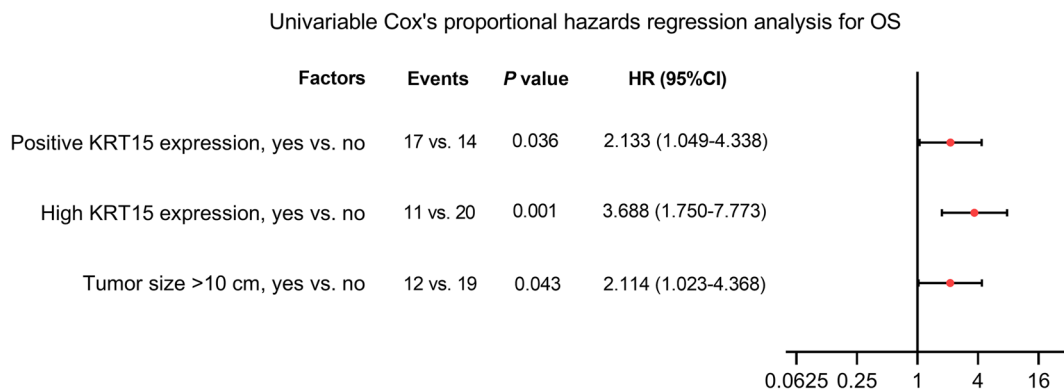 Univariable Cox's proportional hazards regression analysis for OS
Factors Events P value HR (95%CI)
Positive KRT15 expression, yes vs. no 17 vs. 14 0.036 2.133 (1.049-4.338)
High KRT15 expression, yes vs. no 11 vs. 20 0.001 3.688 (1.750-7.773)
Tumor size >10 cm, yes vs. no 12 vs. 19 0.043 2.114 (1.023-4.368)
0.0625 0.25 1 4 16